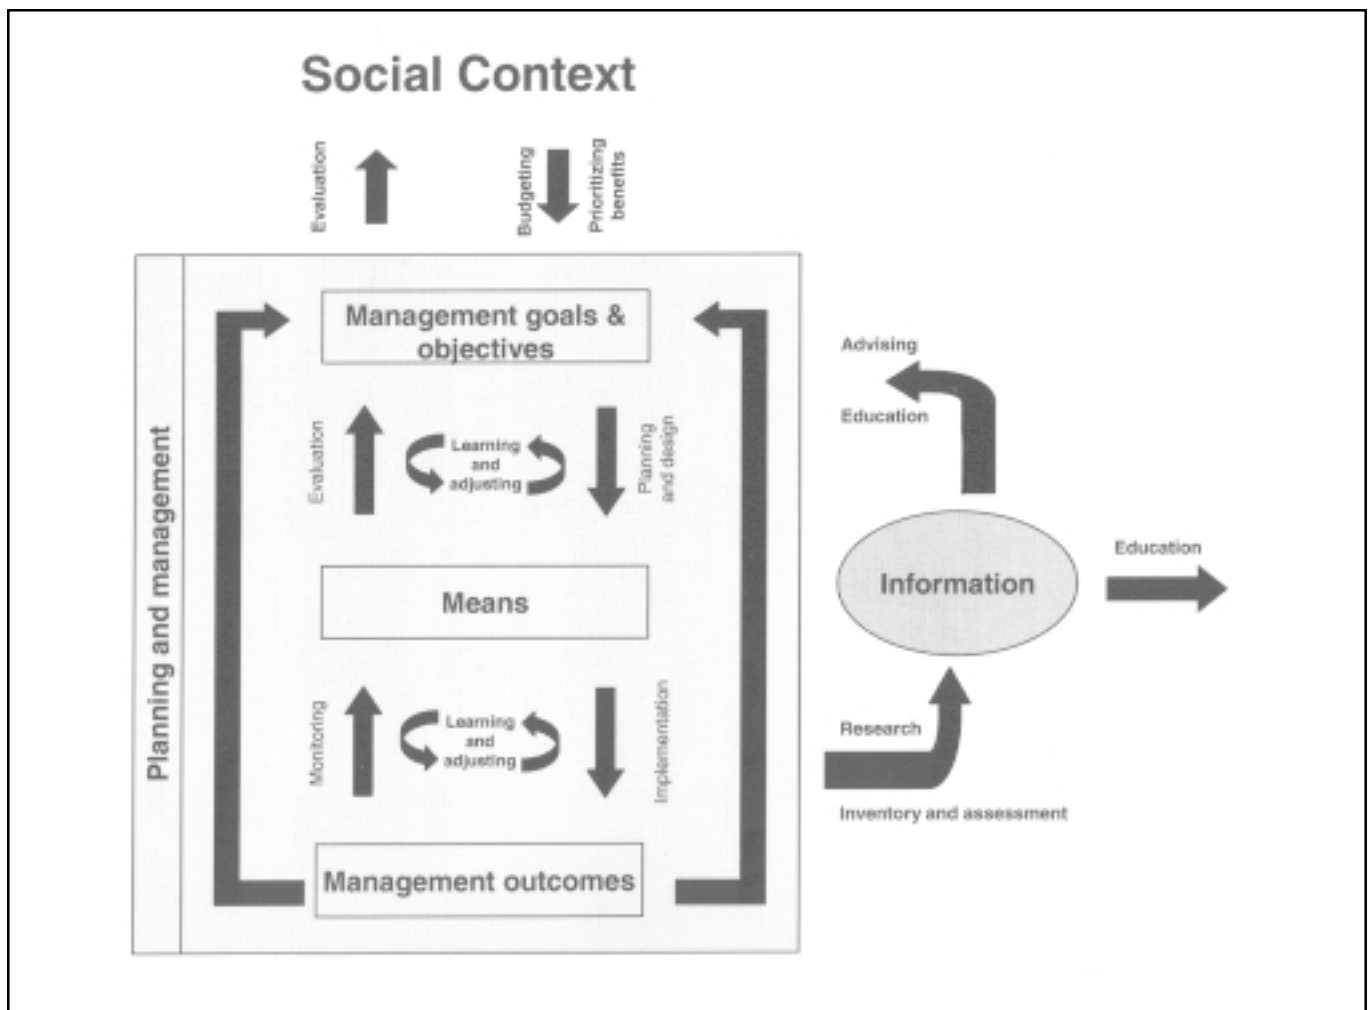 Social Context
Evaluation
Budgeting
Prioritizing
benefits
Planning and management
Management goals &
objectives
Evaluation
Learning
and
adjusting
Planning
and design
Means
Monitoring
Learning
and
adjusting
Implementation
Management outcomes
Advising
Education
Information
Education
Research
Inventory and assessment